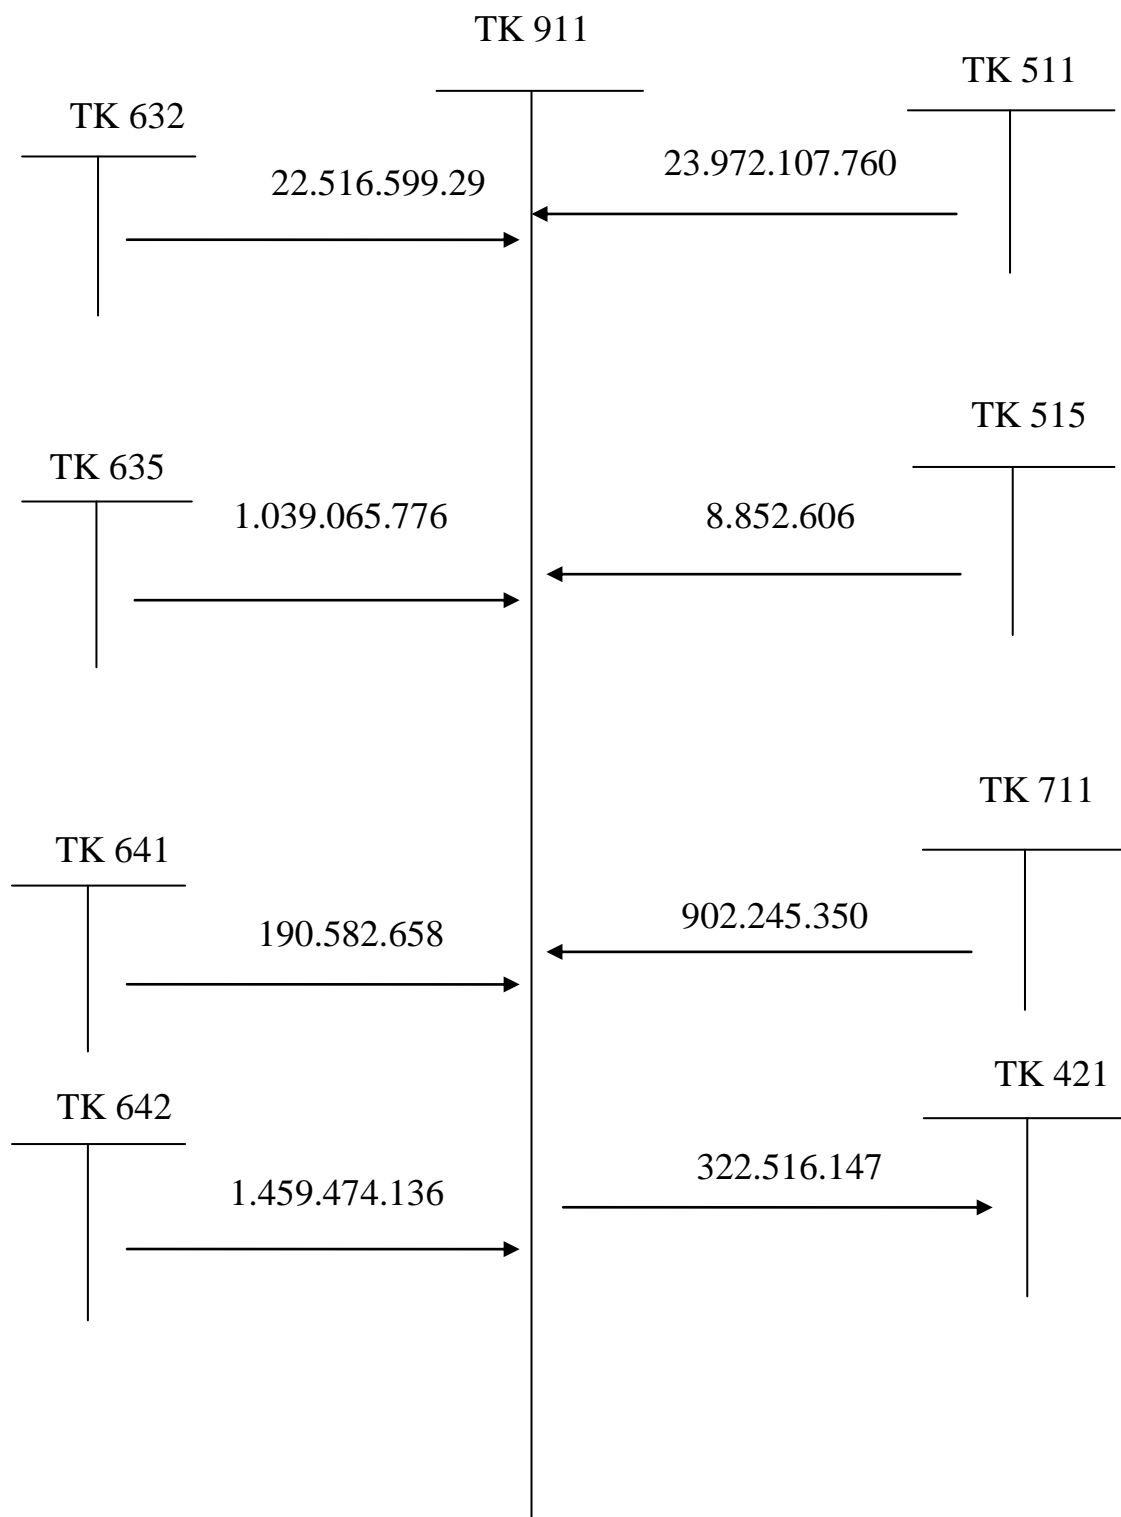 TK 911
TK 511
TK 632
23.972.107.760
22.516.599.29
TK 515
TK 635
1.039.065.776
8.852.606
TK 711
TK 641
902.245.350
190.582.658
TK 421
TK 642
322.516.147
1.459.474.136